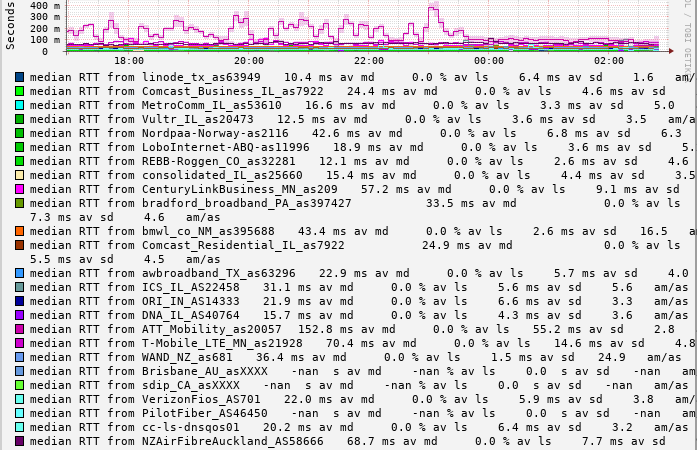 400 m
300 m
200 m
100 m
0
Seconds
18:00 20:00 22:00 00:00 02:00
median RTT from linode_tx_as63949 10.4 ms av md 0.0 % av ls 6.4 ms av sd 1.6 am/
median RTT from Comcast_Business_IL_as7922 24.4 ms av md 0.0 % av ls 4.6 ms av sd
median RTT from MetroComm_IL_as53610 16.6 ms av md 0.0 % av ls 3.3 ms av sd 5.0
median RTT from Vultr_IL_as20473 12.5 ms av md 0.0 % av ls 3.6 ms av sd 3.5 am/a
median RTT from Nordpaa-Norway-as2116 42.6 ms av md 0.0 % av ls 6.8 ms av sd 6.3
median RTT from LoboInternet-ABQ-as11996 18.9 ms av md 0.0 % av ls 3.6 ms av sd 5.
median RTT from REBB-Roggen_CO_as32281 12.1 ms av md 0.0 % av ls 2.6 ms av sd 4.6
median RTT from consolidated_IL_as25660 15.4 ms av md 0.0 % av ls 4.4 ms av sd 3.5
median RTT from CenturyLinkBusiness_MN_as209 57.2 ms av md 0.0 % av ls 9.1 ms av sd
median RTT from bradford_broadband_PA_as397427 33.5 ms av md 0.0 % av ls
7.3 ms av sd 4.6 am/as
median RTT from bmwl_co_NM_as395688 43.4 ms av md 0.0 % av ls 2.6 ms av sd 16.5 a
median RTT from Comcast_Residential_IL_as7922 24.9 ms av md 0.0 % av ls
5.5 ms av sd 4.5 am/as
median RTT from awbroadband_TX_as63296 22.9 ms av md 0.0 % av ls 5.7 ms av sd 4.0
median RTT from ICS_IL_AS22458 31.1 ms av md 0.0 % av ls 5.6 ms av sd 5.6 am/as
median RTT from ORI_IN_AS14333 21.9 ms av md 0.0 % av ls 6.6 ms av sd 3.3 am/as
median RTT from DNA_IL_AS40764 15.7 ms av md 0.0 % av ls 4.3 ms av sd 3.6 am/as
median RTT from ATT_Mobility_as20057 152.8 ms av md 0.0 % av ls 55.2 ms av sd 2.8
median RTT from T-Mobile_LTE_MN_as21928 70.4 ms av md 0.0 % av ls 14.6 ms av sd 4.8
median RTT from WAND_NZ_as681 36.4 ms av md 0.0 % av ls 1.5 ms av sd 24.9 am/as
median RTT from Brisbane_AU_asXXXX -nan s av md -nan % av ls 0.0 s av sd -nan am
median RTT from sdip_CA_asXXXX -nan s av md -nan % av ls 0.0 s av sd -nan am/as
median RTT from VerizonFios_AS701 22.0 ms av md 0.0 % av ls 5.9 ms av sd 3.8 am/
median RTT from PilotFiber_AS46450 -nan s av md -nan % av ls 0.0 s av sd -nan am
median RTT from cc-ls-dnsqos01 20.2 ms av md 0.0 % av ls 6.4 ms av sd 3.2 am/as
median RTT from NZAirFibreAuckland_AS58666 68.7 ms av md 0.0 % av ls 7.7 ms av sd